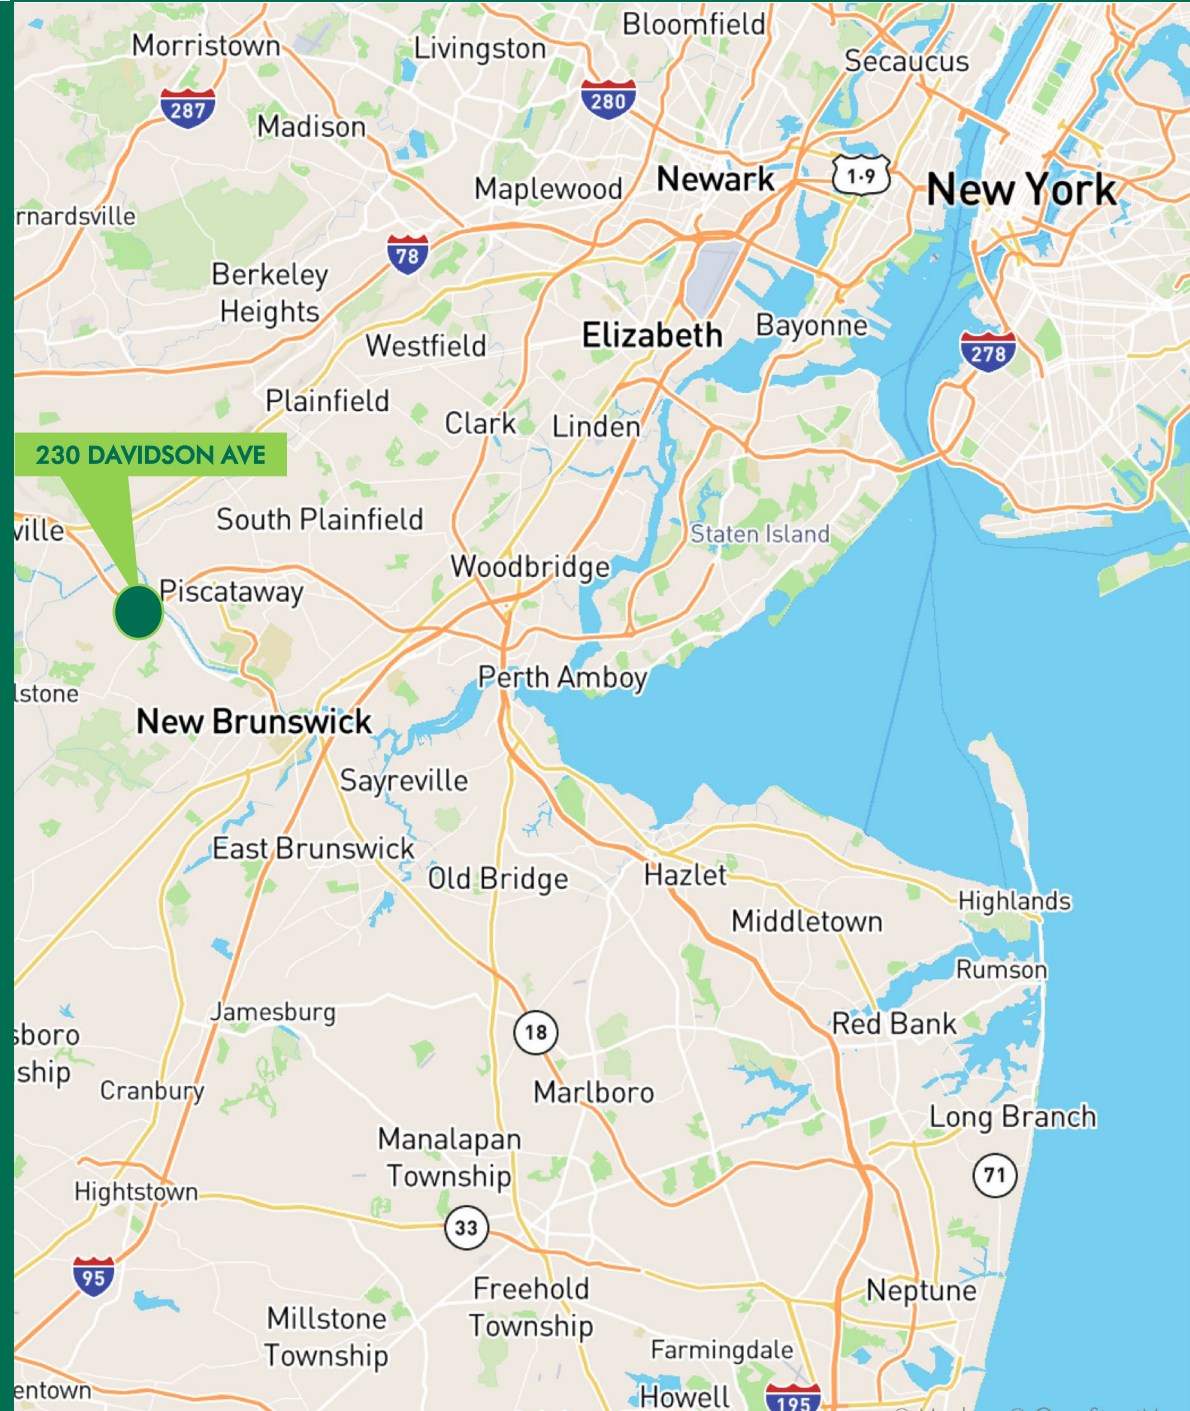 Bloomfield
Morristown
Livingston
Secaucus
287
280
Madison
Newark
1·9
Maplewood
New York
rnardsville
78
Berkeley
Heights
Elizabeth
Bayonne
Westfield
278
Plainfield
Clark
Linden
230 DAVIDSON AVE
South Plainfield
ville
Staten Island
Woodbridge
Piscataway
Perth Amboy
lstone
New Brunswick
Sayreville
East Brunswick
Old Bridge
Hazlet
Highlands
Middletown
Rumson
Jamesburg
Red Bank
sboro
ship
18
Cranbury
Marlboro
Long Branch
Manalapan
Township
71
Hightstown
33
95
Freehold
Township
Neptune
Millstone
Township
Farmingdale
entown
Howell
195